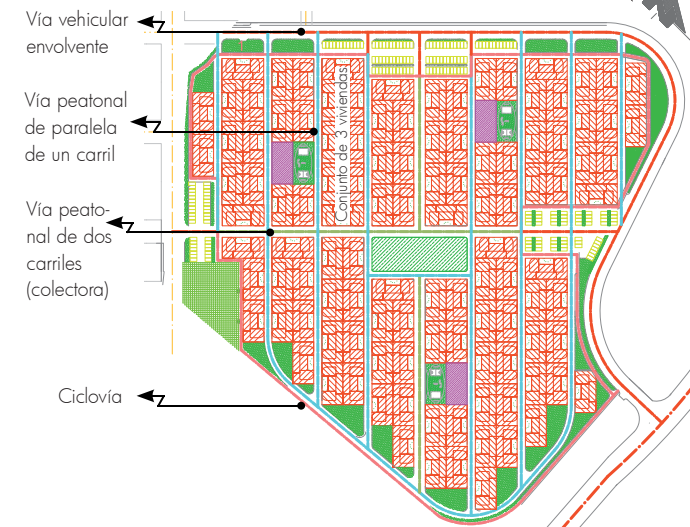 Vía vehicular
envolvente
Vía peatonal
de paralela
de un carril
Conjunto de 3 viviendas
Vía peato-
nal de dos
carriles
(colectora)
Ciclovía